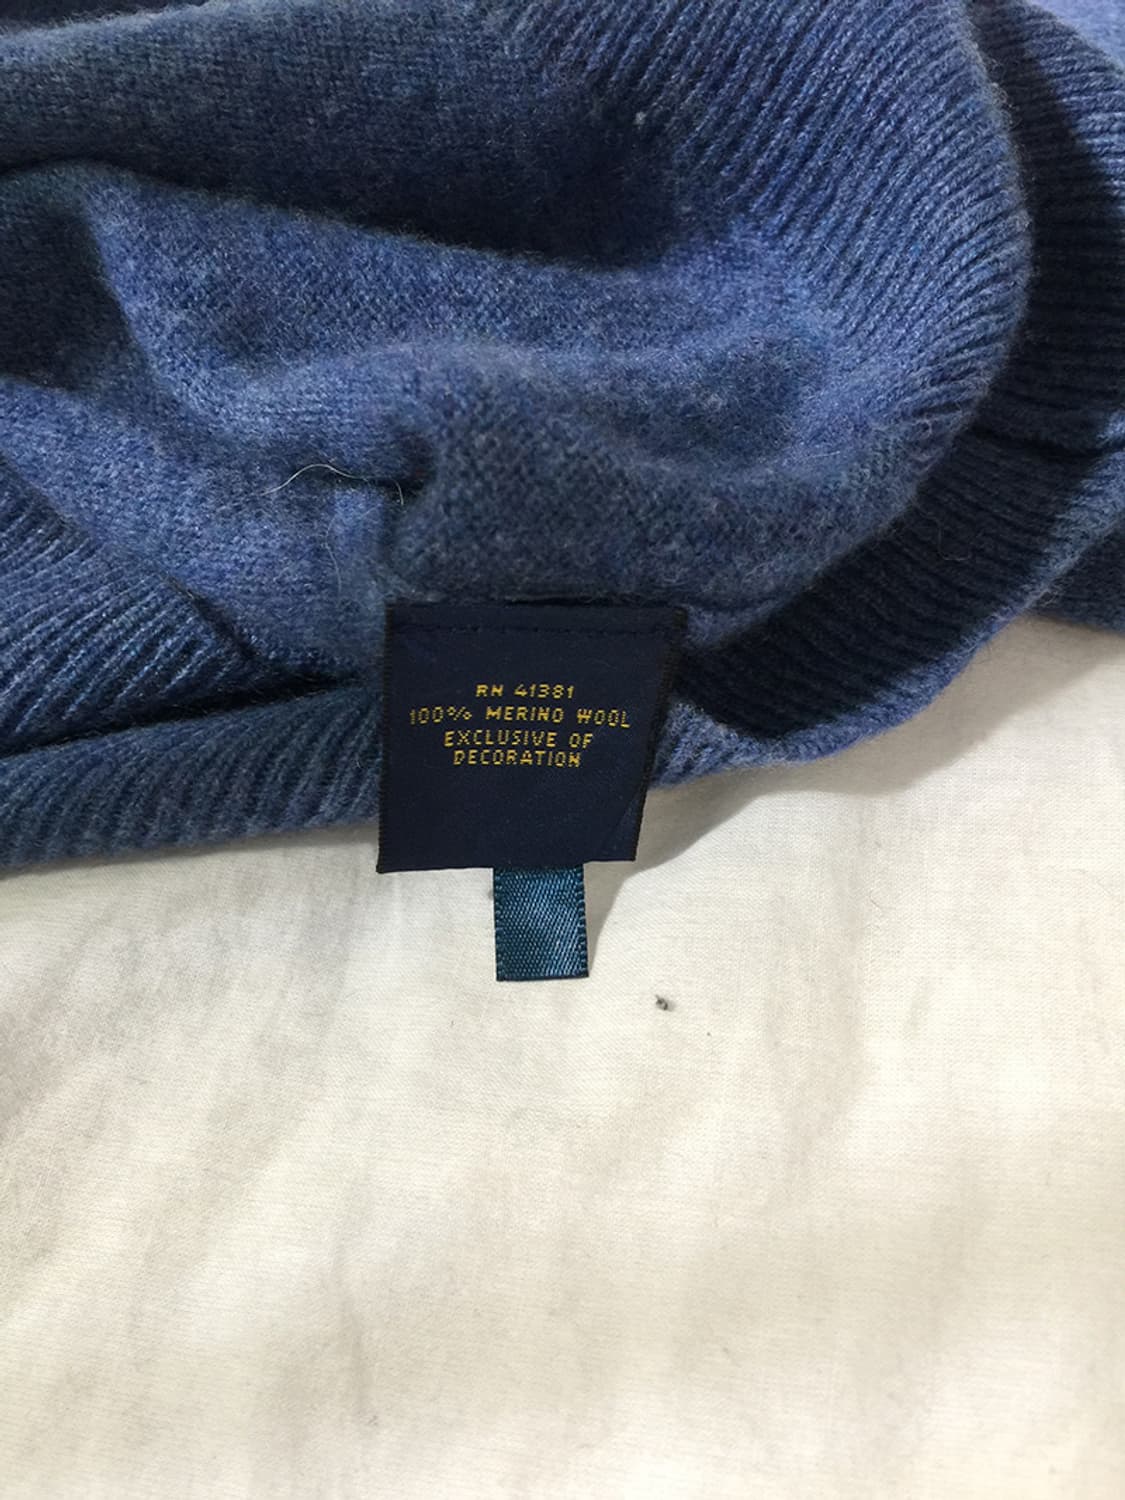 RN 41381
100% MERINO WOOL
EXCLUSIVE OF
DECORATION